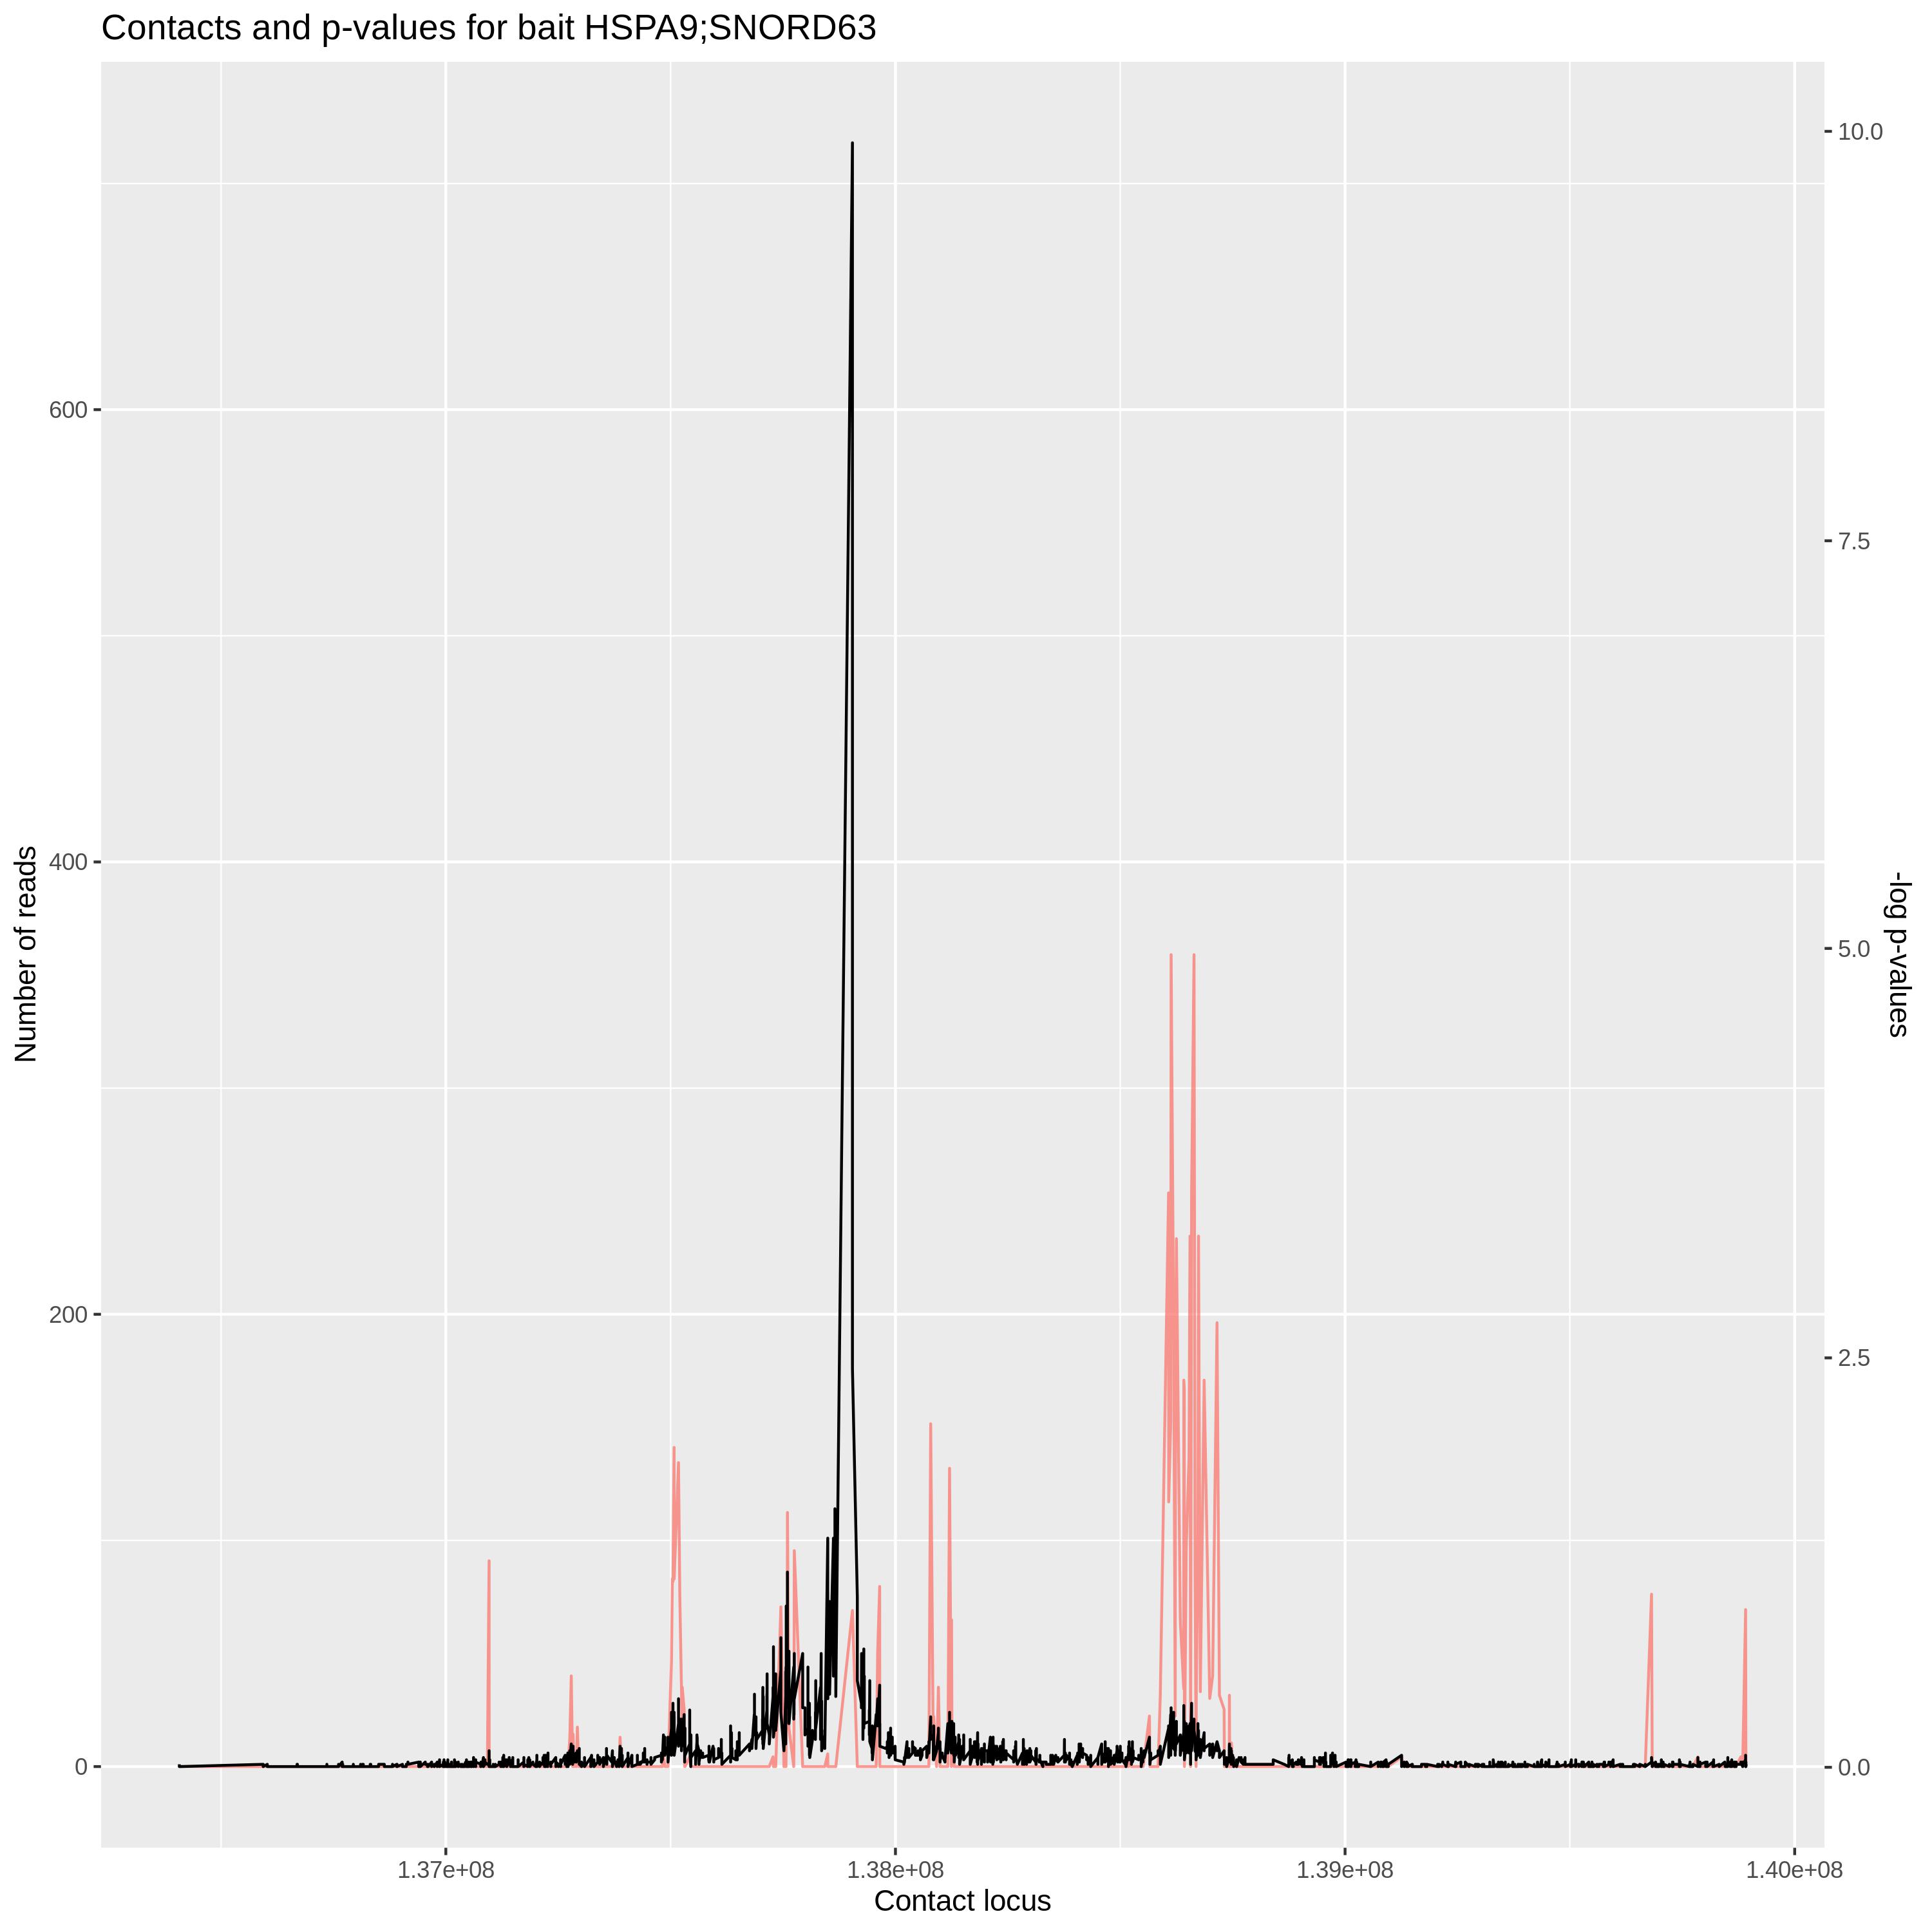 Contacts and p-values for bait HSPA9;SNORD63
Number of reads
600
400
200
0
10.0
7.5
5.0
2.5
0.0
-log p-values
1.37e+08
1.38e+08
1.39e+08
1.40e+08
Contact locus